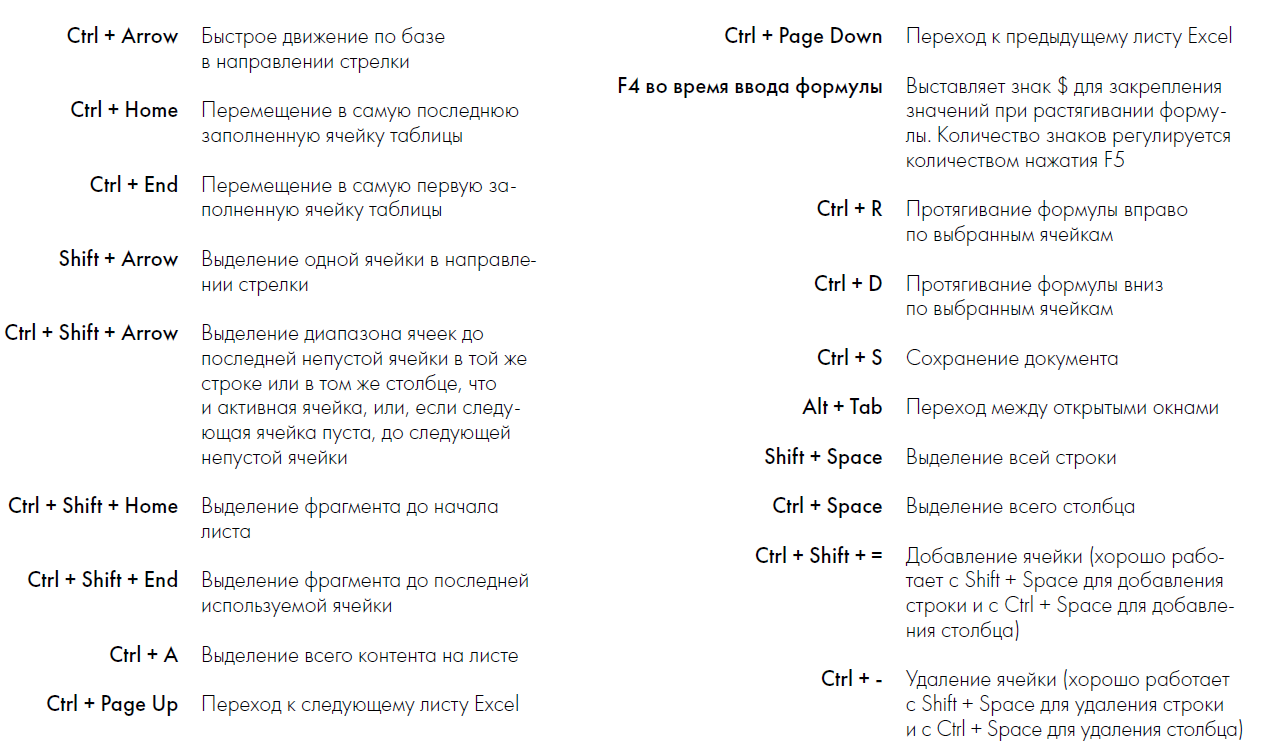 Ctrl + Arrow Быстрое движение по базе
в направлении стрелки
Ctrl + Home Перемещение в самую последнюю
заполненную ячейку таблицы
Ctrl + End Перемещение в самую первую за-
полненную ячейку таблицы
Shift + Arrow Выделение одной ячейки в направле-
нии стрелки
Ctrl + Shift + Arrow Выделение диапазона ячеек до
последней непустой ячейки в той же
строке или в том же столбце, что
и активная ячейка, или, если следу-
ющая ячейка пуста, до следующей
непустой ячейки
Ctrl + Shift + Home Выделение фрагмента до начала
листа
Ctrl + Shift + End Выделение фрагмента до последней
используемой ячейки
Ctrl + A Выделение всего контента на листе
Ctrl + Page Up Переход к следующему листу Excel
Ctrl + Page Down Переход к предыдущему листу Excel
F4 во время ввода формулы Выставляет знак $ для закрепления
значений при растягивании форму-
лы. Количество знаков регулируется
количеством нажатия F5
Ctrl + R Протягивание формулы вправо
по выбранным ячейкам
Ctrl + D Протягивание формулы вниз
по выбранным ячейкам
Ctrl + S Сохранение документа
Alt + Tab Переход между открытыми окнами
Shift + Space Выделение всей строки
Ctrl + Space Выделение всего столбца
Ctrl + Shift + = Добавление ячейки (хорошо рабо-
тает с Shift + Space для добавления
строки и с Ctrl + Space для добавле-
ния столбца)
Ctrl + - Удаление ячейки (хорошо работает
с Shift + Space для удаления строки
и с Ctrl + Space для удаления столбца)